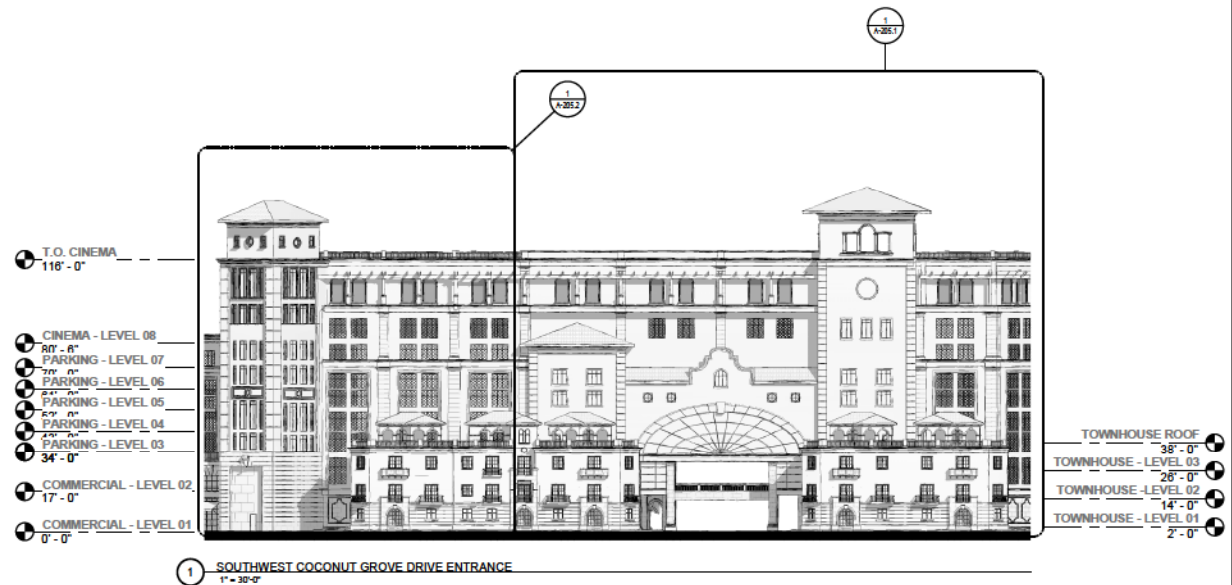 1
A-205.1
1
A-205.2
T.O. CINEMA
116' - 0"
CINEMA - LEVEL 08
80' - 6"
PARKING - LEVEL 07
PARKING - LEVEL 06
PARKING - LEVEL 05
PARKING - LEVEL 04
PARKING - LEVEL 03
34' - 0"
COMMERCIAL - LEVEL 02
17' - 0"
COMMERCIAL - LEVEL 01
0' - 0"
TOWNHOUSE ROOF
38' - 0"
TOWNHOUSE - LEVEL 03
26' - 0"
TOWNHOUSE -LEVEL 02
14' - 0"
TOWNHOUSE - LEVEL 01
2' - 0"
1
SOUTHWEST COCONUT GROVE DRIVE ENTRANCE
1" = 30'-0"